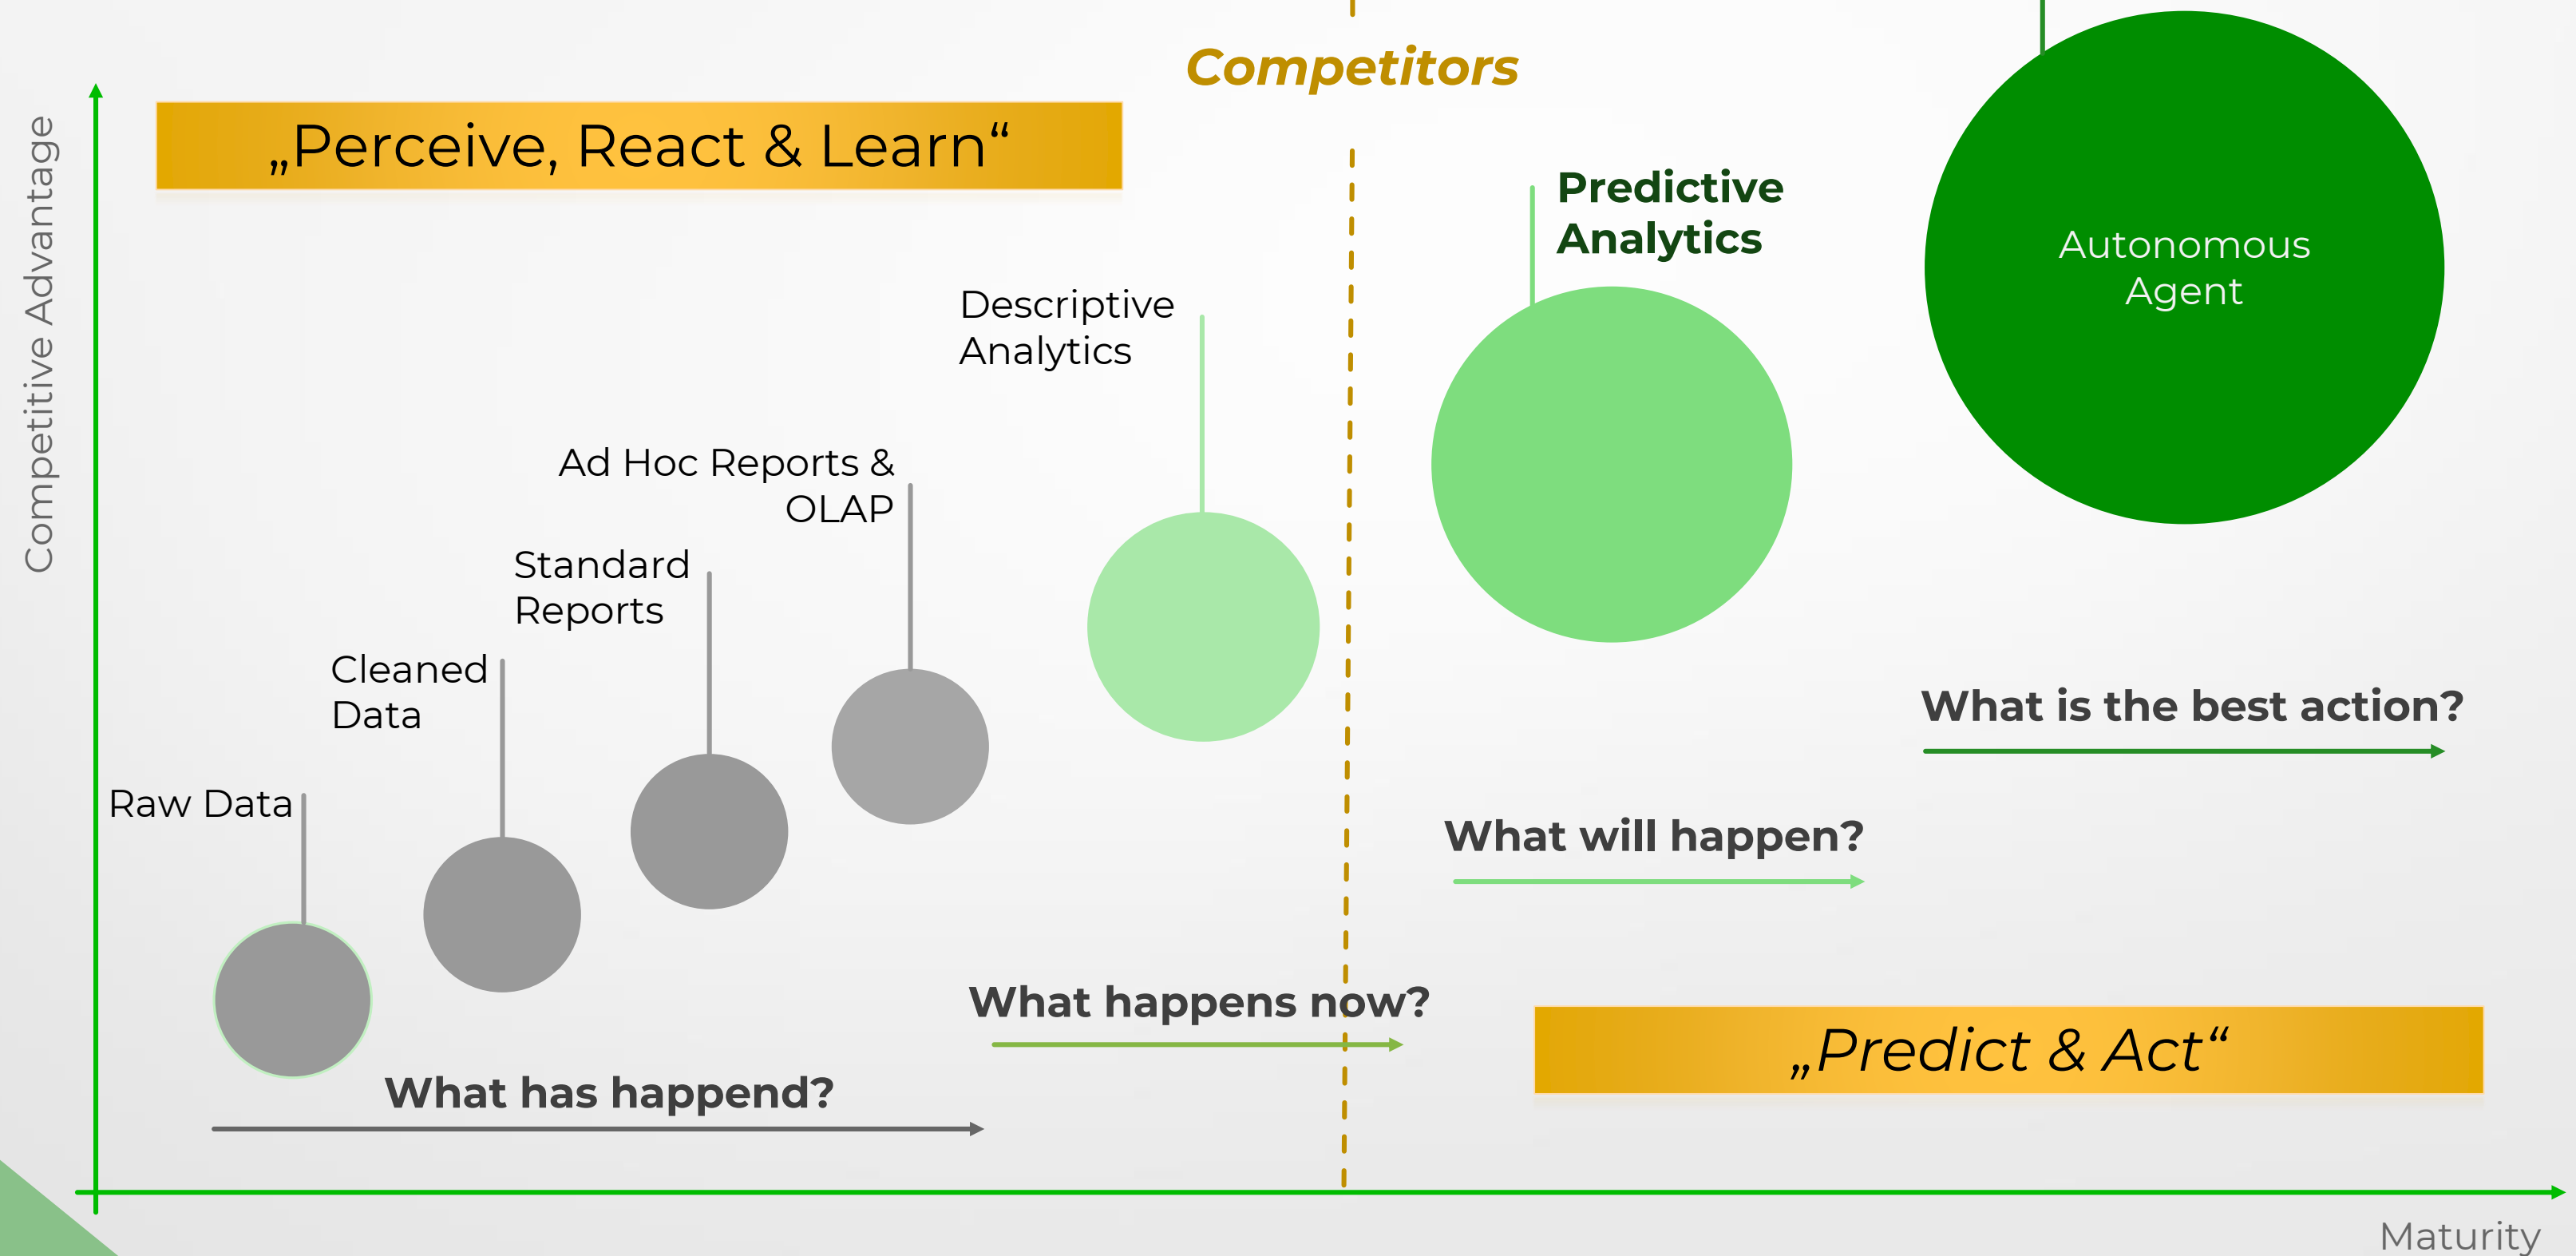 Competitors
Competitive Advantage
„Perceive, React & Learn“
Predictive
Analytics
Autonomous
Agent
Descriptive
Analytics
Ad Hoc Reports &
OLAP
Standard
Reports
Cleaned
Data
Raw Data
What is the best action?
What will happen?
What happens now?
What has happend?
„Predict & Act“
Maturity